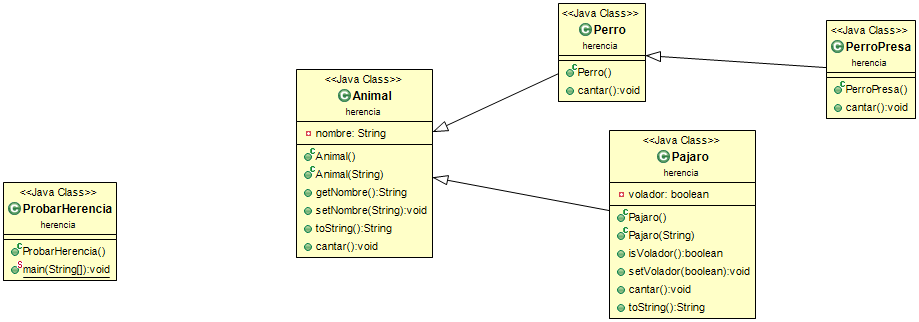 <<Java Class>>
ProbarHerencia
herencia
ProbarHerencia()
main(String[]):void
<<Java Class>>
Animal
herencia
nombre: String
Animal()
Animal(String)
getNombre():String
setNombre(String):void
toString():String
cantar():void
<<Java Class>>
Perro
herencia
Perro()
cantar():void
<<Java Class>>
Pajaro
herencia
volador: boolean
Pajaro()
Pajaro(String)
isVolador():boolean
setVolador(boolean):void
cantar():void
toString():String
<<Java Class>>
PerroPresa
herencia
PerroPresa()
cantar():void